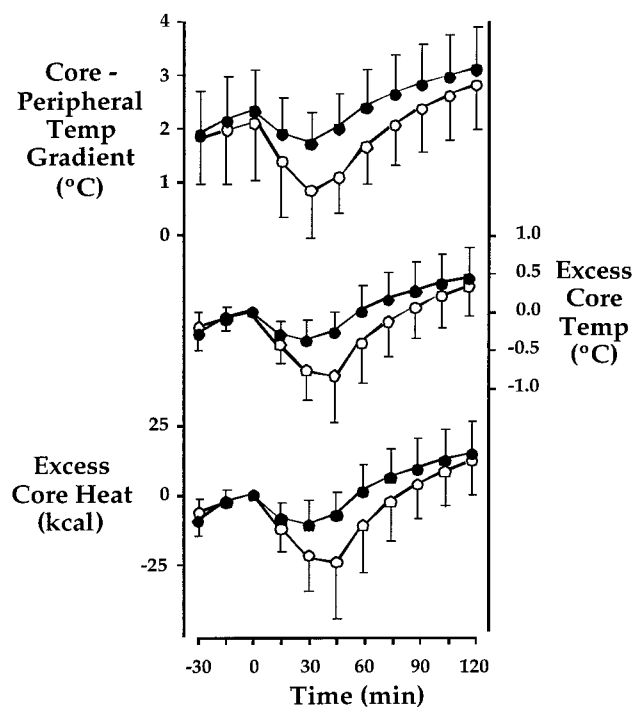 4
3
2
1
0
Core -
Peripheral
Temp
Gradient
(°C)
1.0
0.5
0.0
-0.5
-1.0
Excess
Core
Temp
(°C)
25
0
-25
Excess
Core Heat
(kcal)
-30 0 30 60 90 120
Time (min)